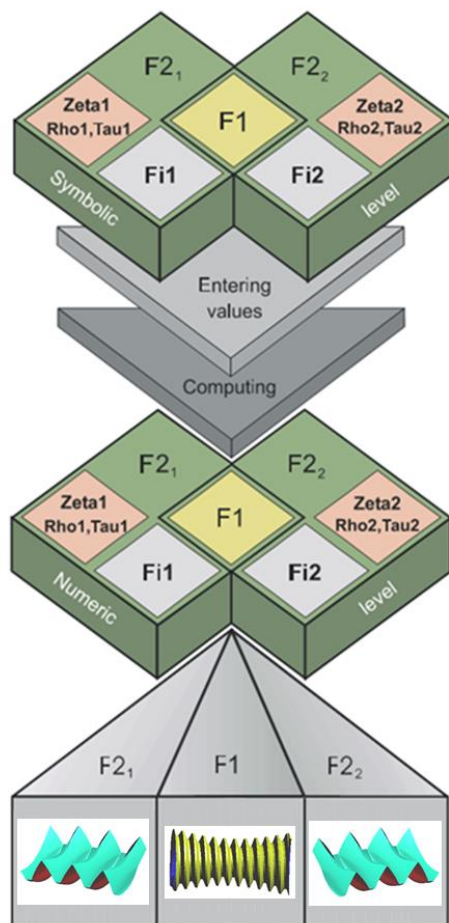 F2₁
F2₂
Zeta1
Rho1,Tau1
F1
Zeta2
Rho2,Tau2
Fi1
Fi2
Symbolic
level
Entering
values
Computing
F2₁
F2₂
Zeta1
Rho1,Tau1
F1
Zeta2
Rho2,Tau2
Fi1
Fi2
Numeric
level
F2₁
F1
F2₂